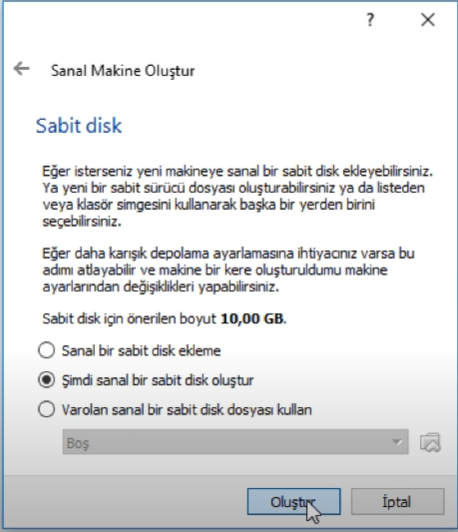 ?
Sanal Makine Oluştur
Sabit disk
Eğer isterseniz yeni makineye sanal bir sabit disk ekleyebilirsiniz.
Ya yeni bir sabit sürücü dosyası oluşturabilirsiniz ya da listeden
veya klasör simgesini kullanarak başka bir yerden birini
seçebilirsiniz.
Eğer daha karışık depolama ayarlamasına ihtiyacınız varsa bu
adımı atlayabilir ve makine bir kere oluşturuldumu makine
ayarlarından değişiklikleri yapabilirsiniz.
Sabit disk için önerilen boyut 10,00 GB.
Sanal bir sabit disk ekleme
Şimdi sanal bir sabit disk oluştur
Varolan sanal bir sabit disk dosyası kullan
Boş
Oluştur İptal